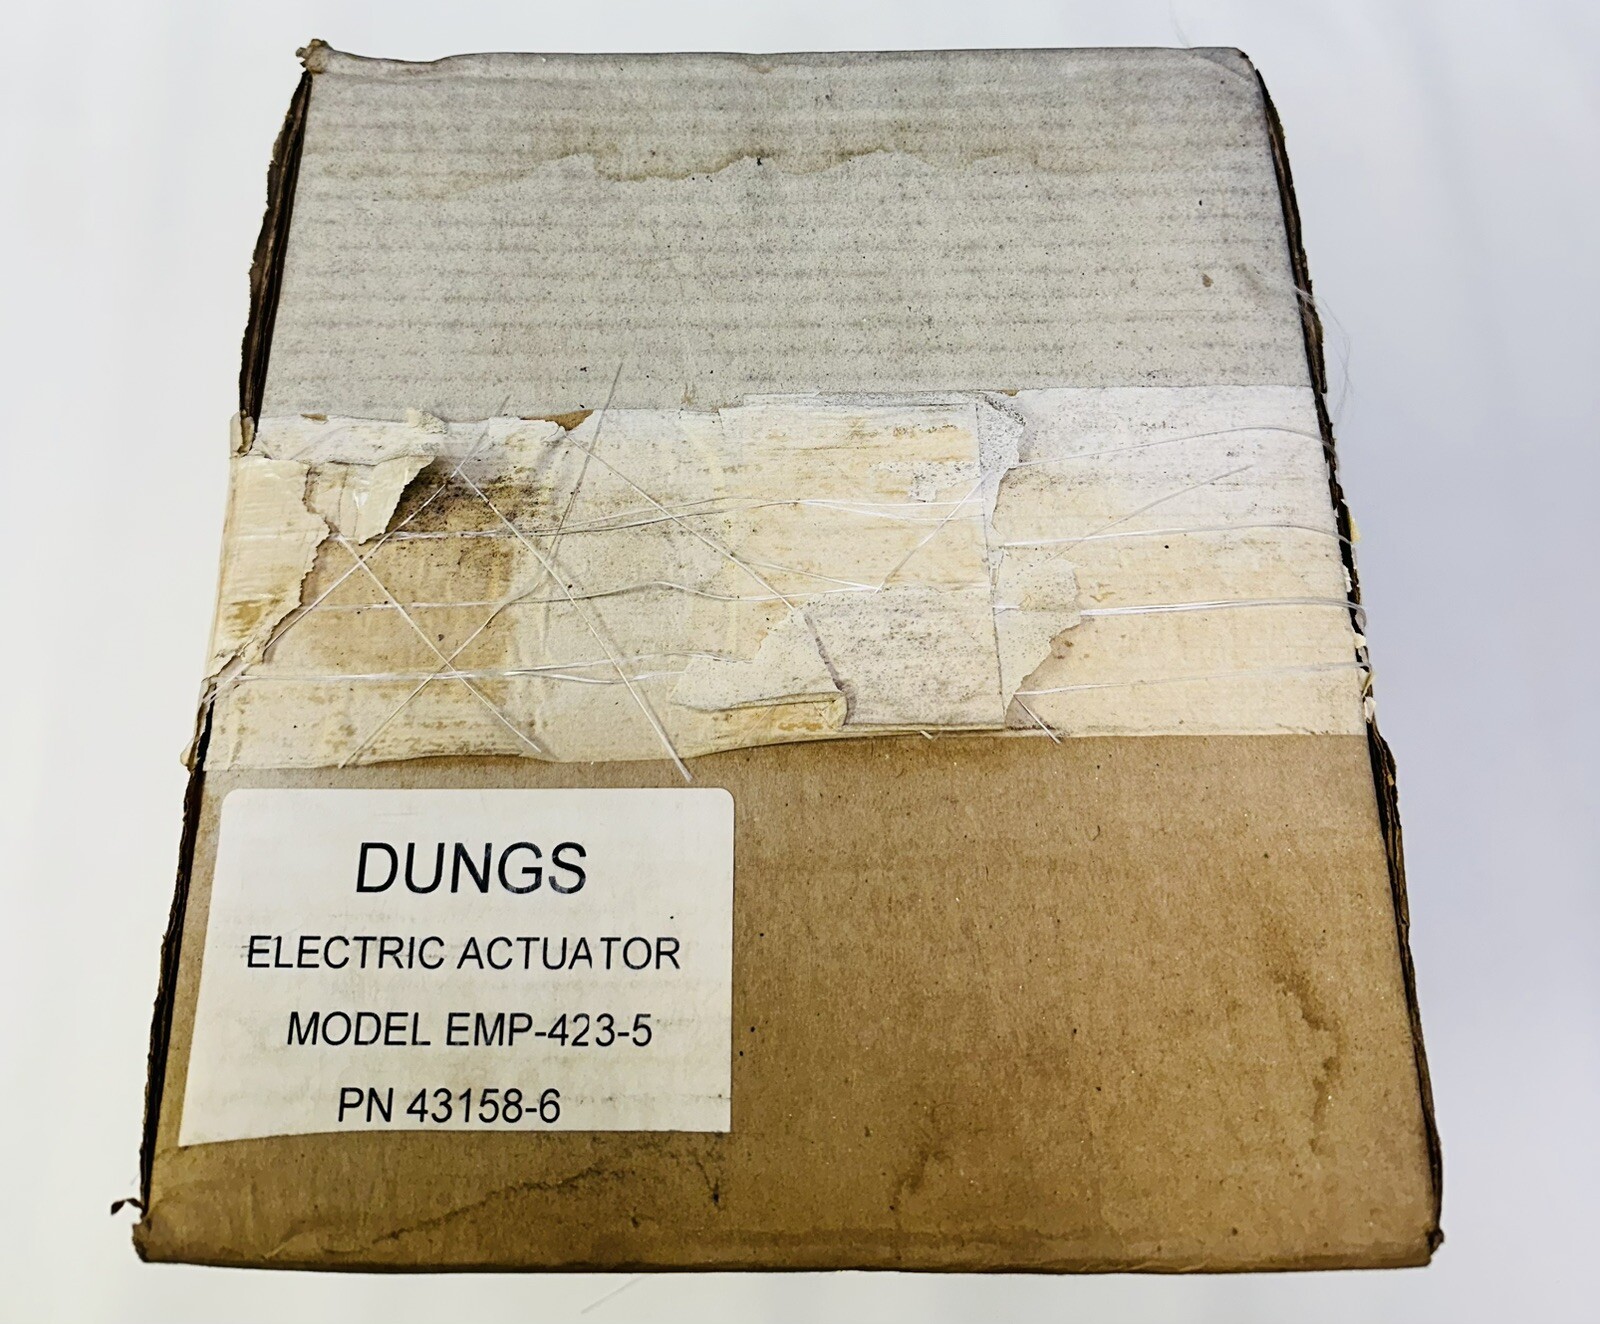 DUNGS
ELECTRIC ACTUATOR
MODEL EMP-423-5
PN 43158-6